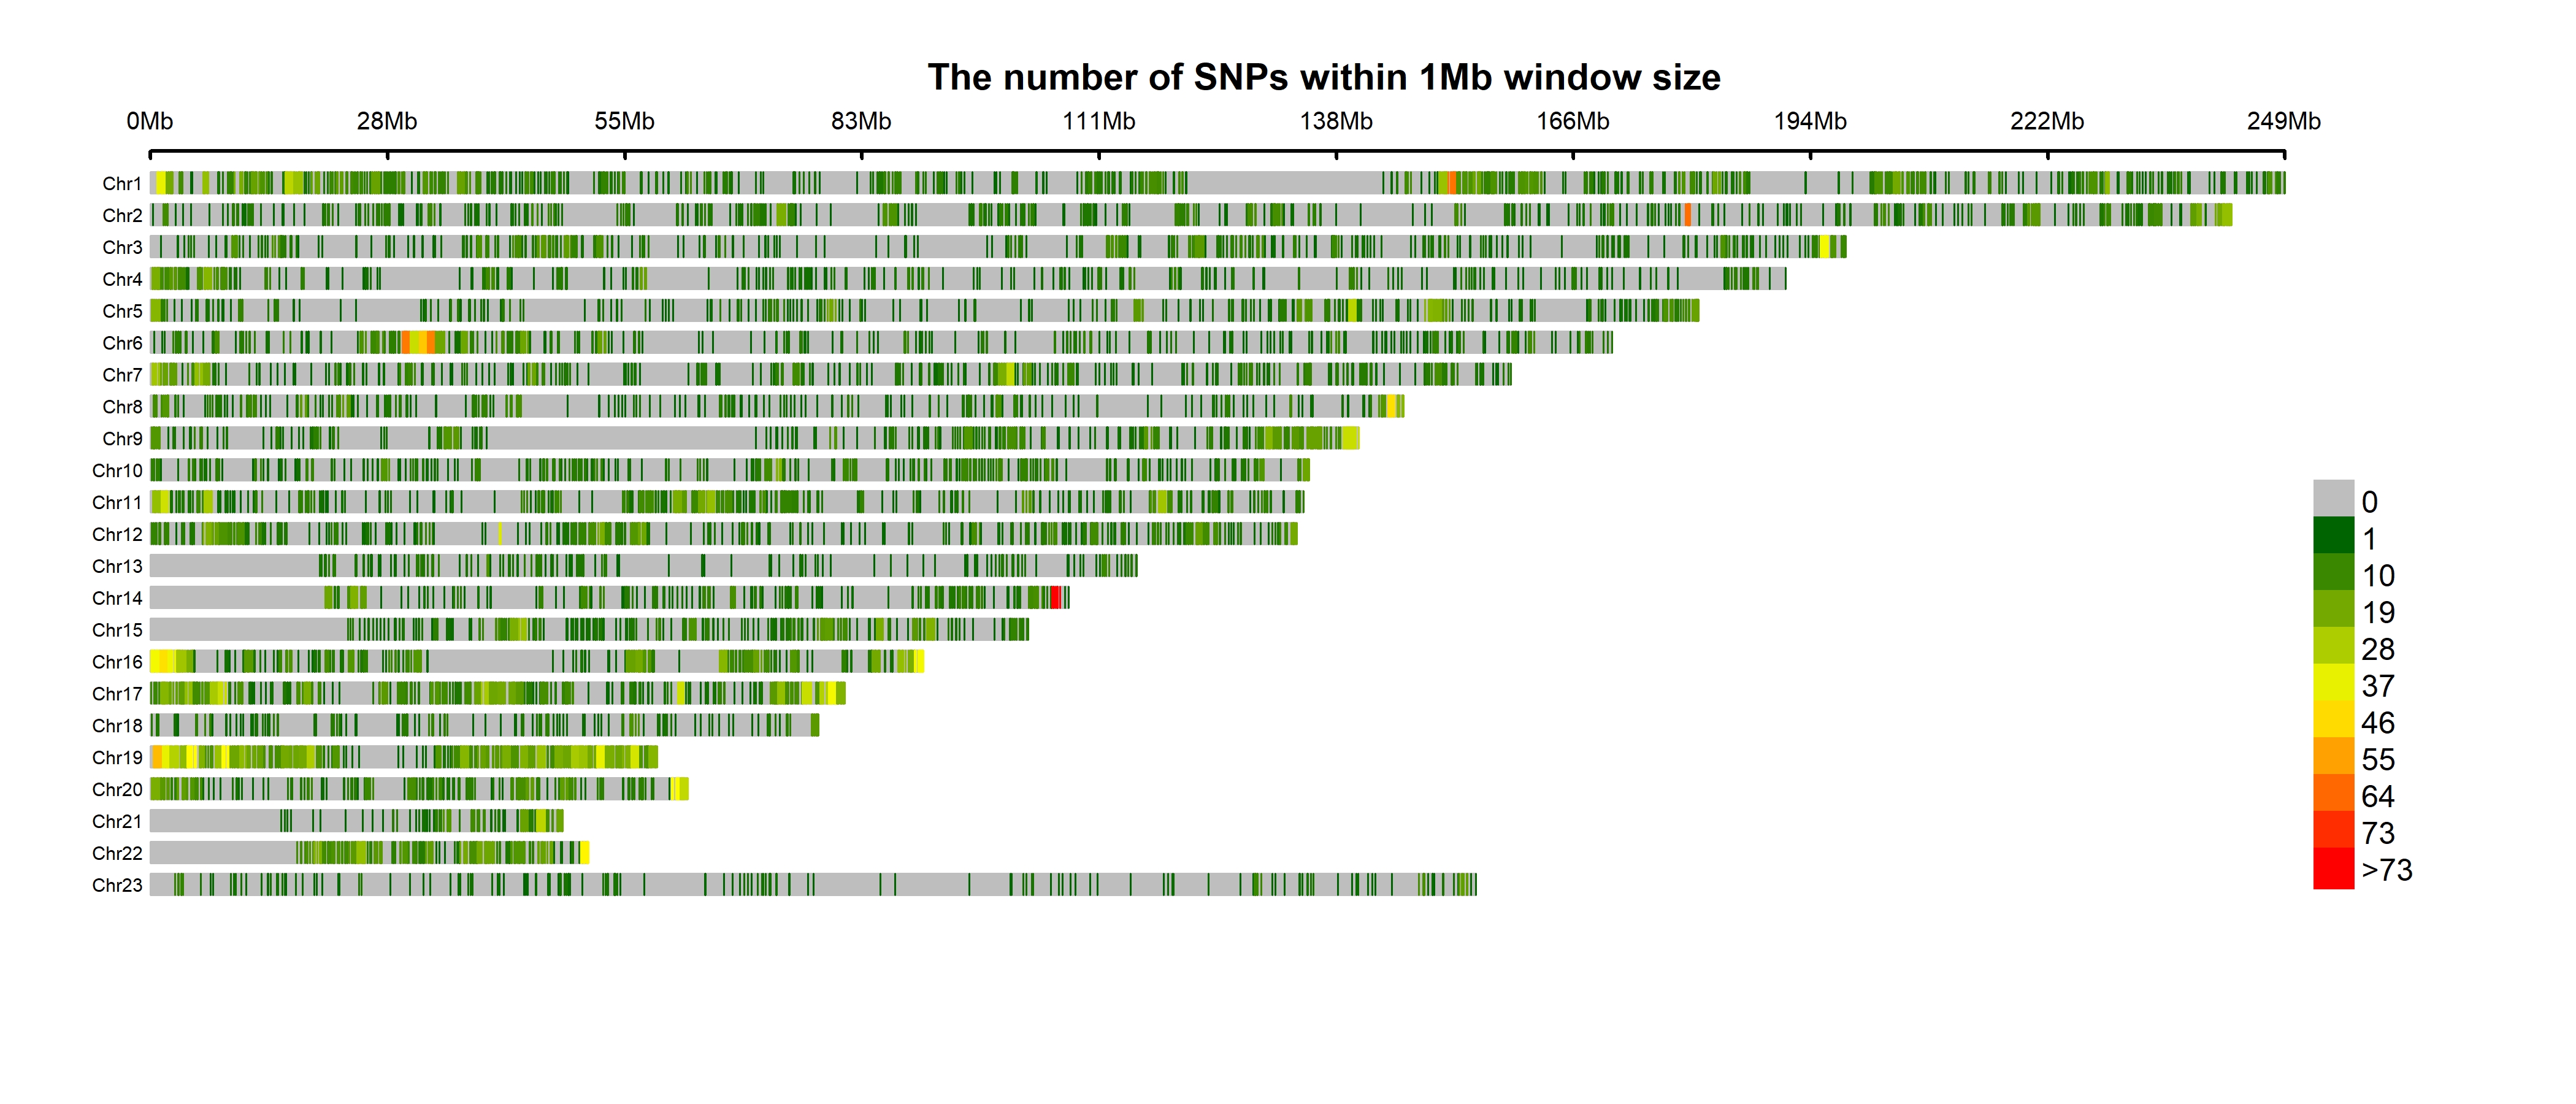 The number of SNPs within 1Mb window size
0Mb 28Mb 55Mb 83Mb 111Mb 138Mb 166Mb 194Mb 222Mb 249Mb
Chr1
Chr2
Chr3
Chr4
Chr5
Chr6
Chr7
Chr8
Chr9
Chr10
Chr11
Chr12
Chr13
Chr14
Chr15
Chr16
Chr17
Chr18
Chr19
Chr20
Chr21
Chr22
Chr23
0
1
10
19
28
37
46
55
64
73
>73